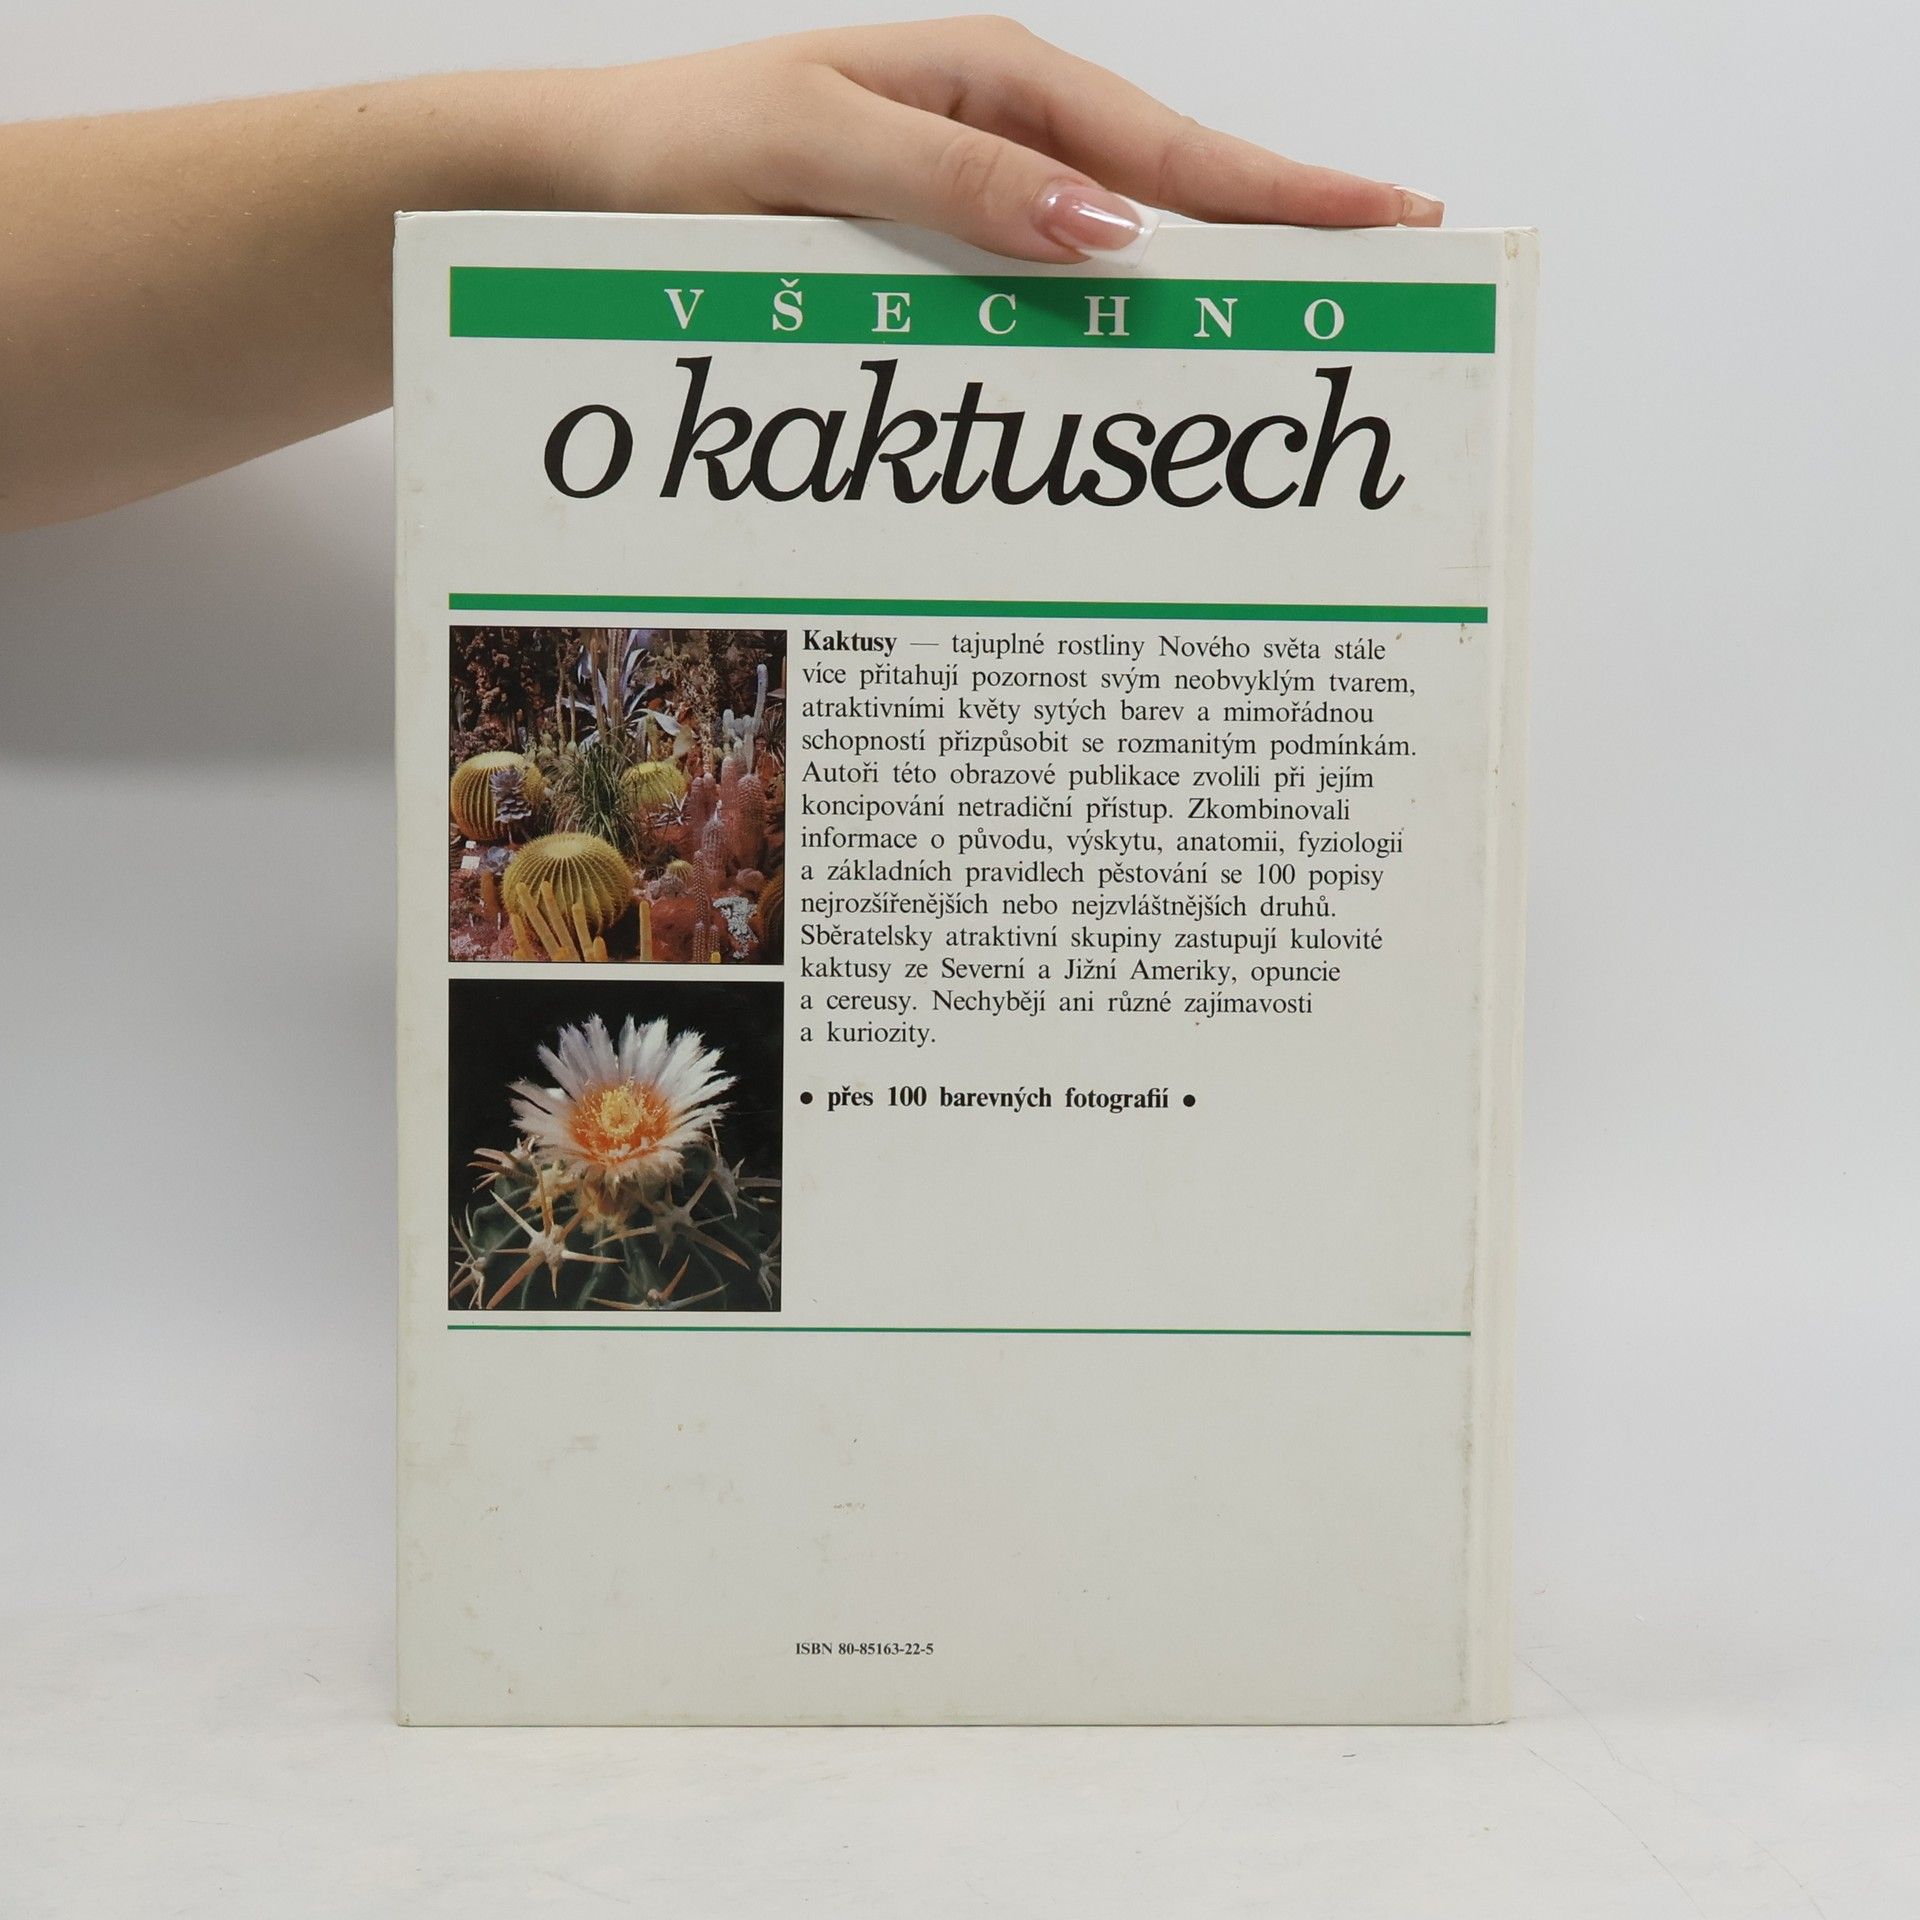 VŠECHNO
o kaktusech
Kaktusy — tajuplné rostliny Nového světa stále
více přitahují pozornost svým neobvyklým tvarem,
atraktivními květy sytých barev a mimořádnou
schopností přizpůsobit se rozmanitým podmínkám.
Autoři této obrazové publikace zvolili při jejím
koncipování netradiční přístup. Zkombinovali
informace o původu, výskytu, anatomii, fyziologii
a základních pravidlech pěstování se 100 popisy
nejrozšířenějších nebo nejzvláštnějších druhů.
Sběratelsky atraktivní skupiny zastupují kulovité
kaktusy ze Severní a Jižní Ameriky, opuncie
a cereusy. Nechybějí ani různé zajímavosti
a kuriozity.
• přes 100 barevných fotografií •
ISBN 80-85163-22-5